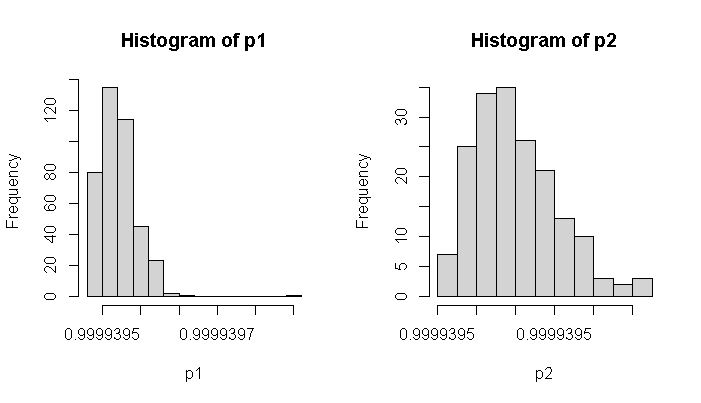 Histogram of p1
Frequency
0 20 40 60 80 120
0.9999395 0.9999397
p1
Histogram of p2
Frequency
0 5 10 20 30
0.9999395 0.9999395
p2